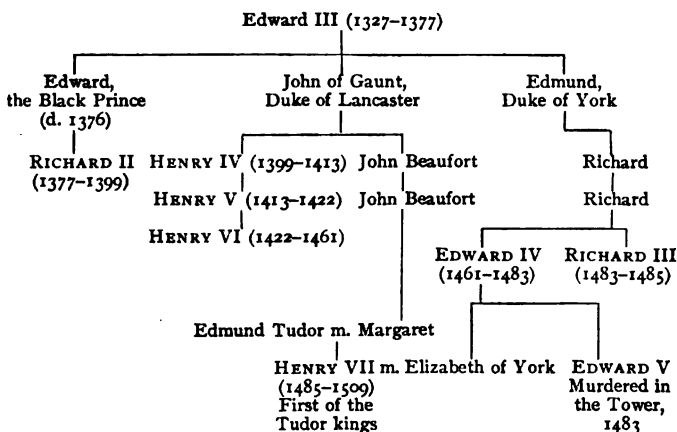 Edward III (1327–1377)
Edward,
the Black Prince
(d. 1376)
John of Gaunt,
Duke of Lancaster
Edmund,
Duke of York
RICHARD II
(1377–1399)
HENRY IV (1399–1413) John Beaufort
Richard
HENRY V (1413–1422) John Beaufort
Richard
HENRY VI (1422–1461)
EDWARD IV
(1461–1483)
RICHARD III
(1483–1485)
Edmund Tudor m. Margaret
HENRY VII m. Elizabeth of York
(1485–1509)
First of the
Tudor kings
EDWARD V
Murdered in
the Tower,
1483